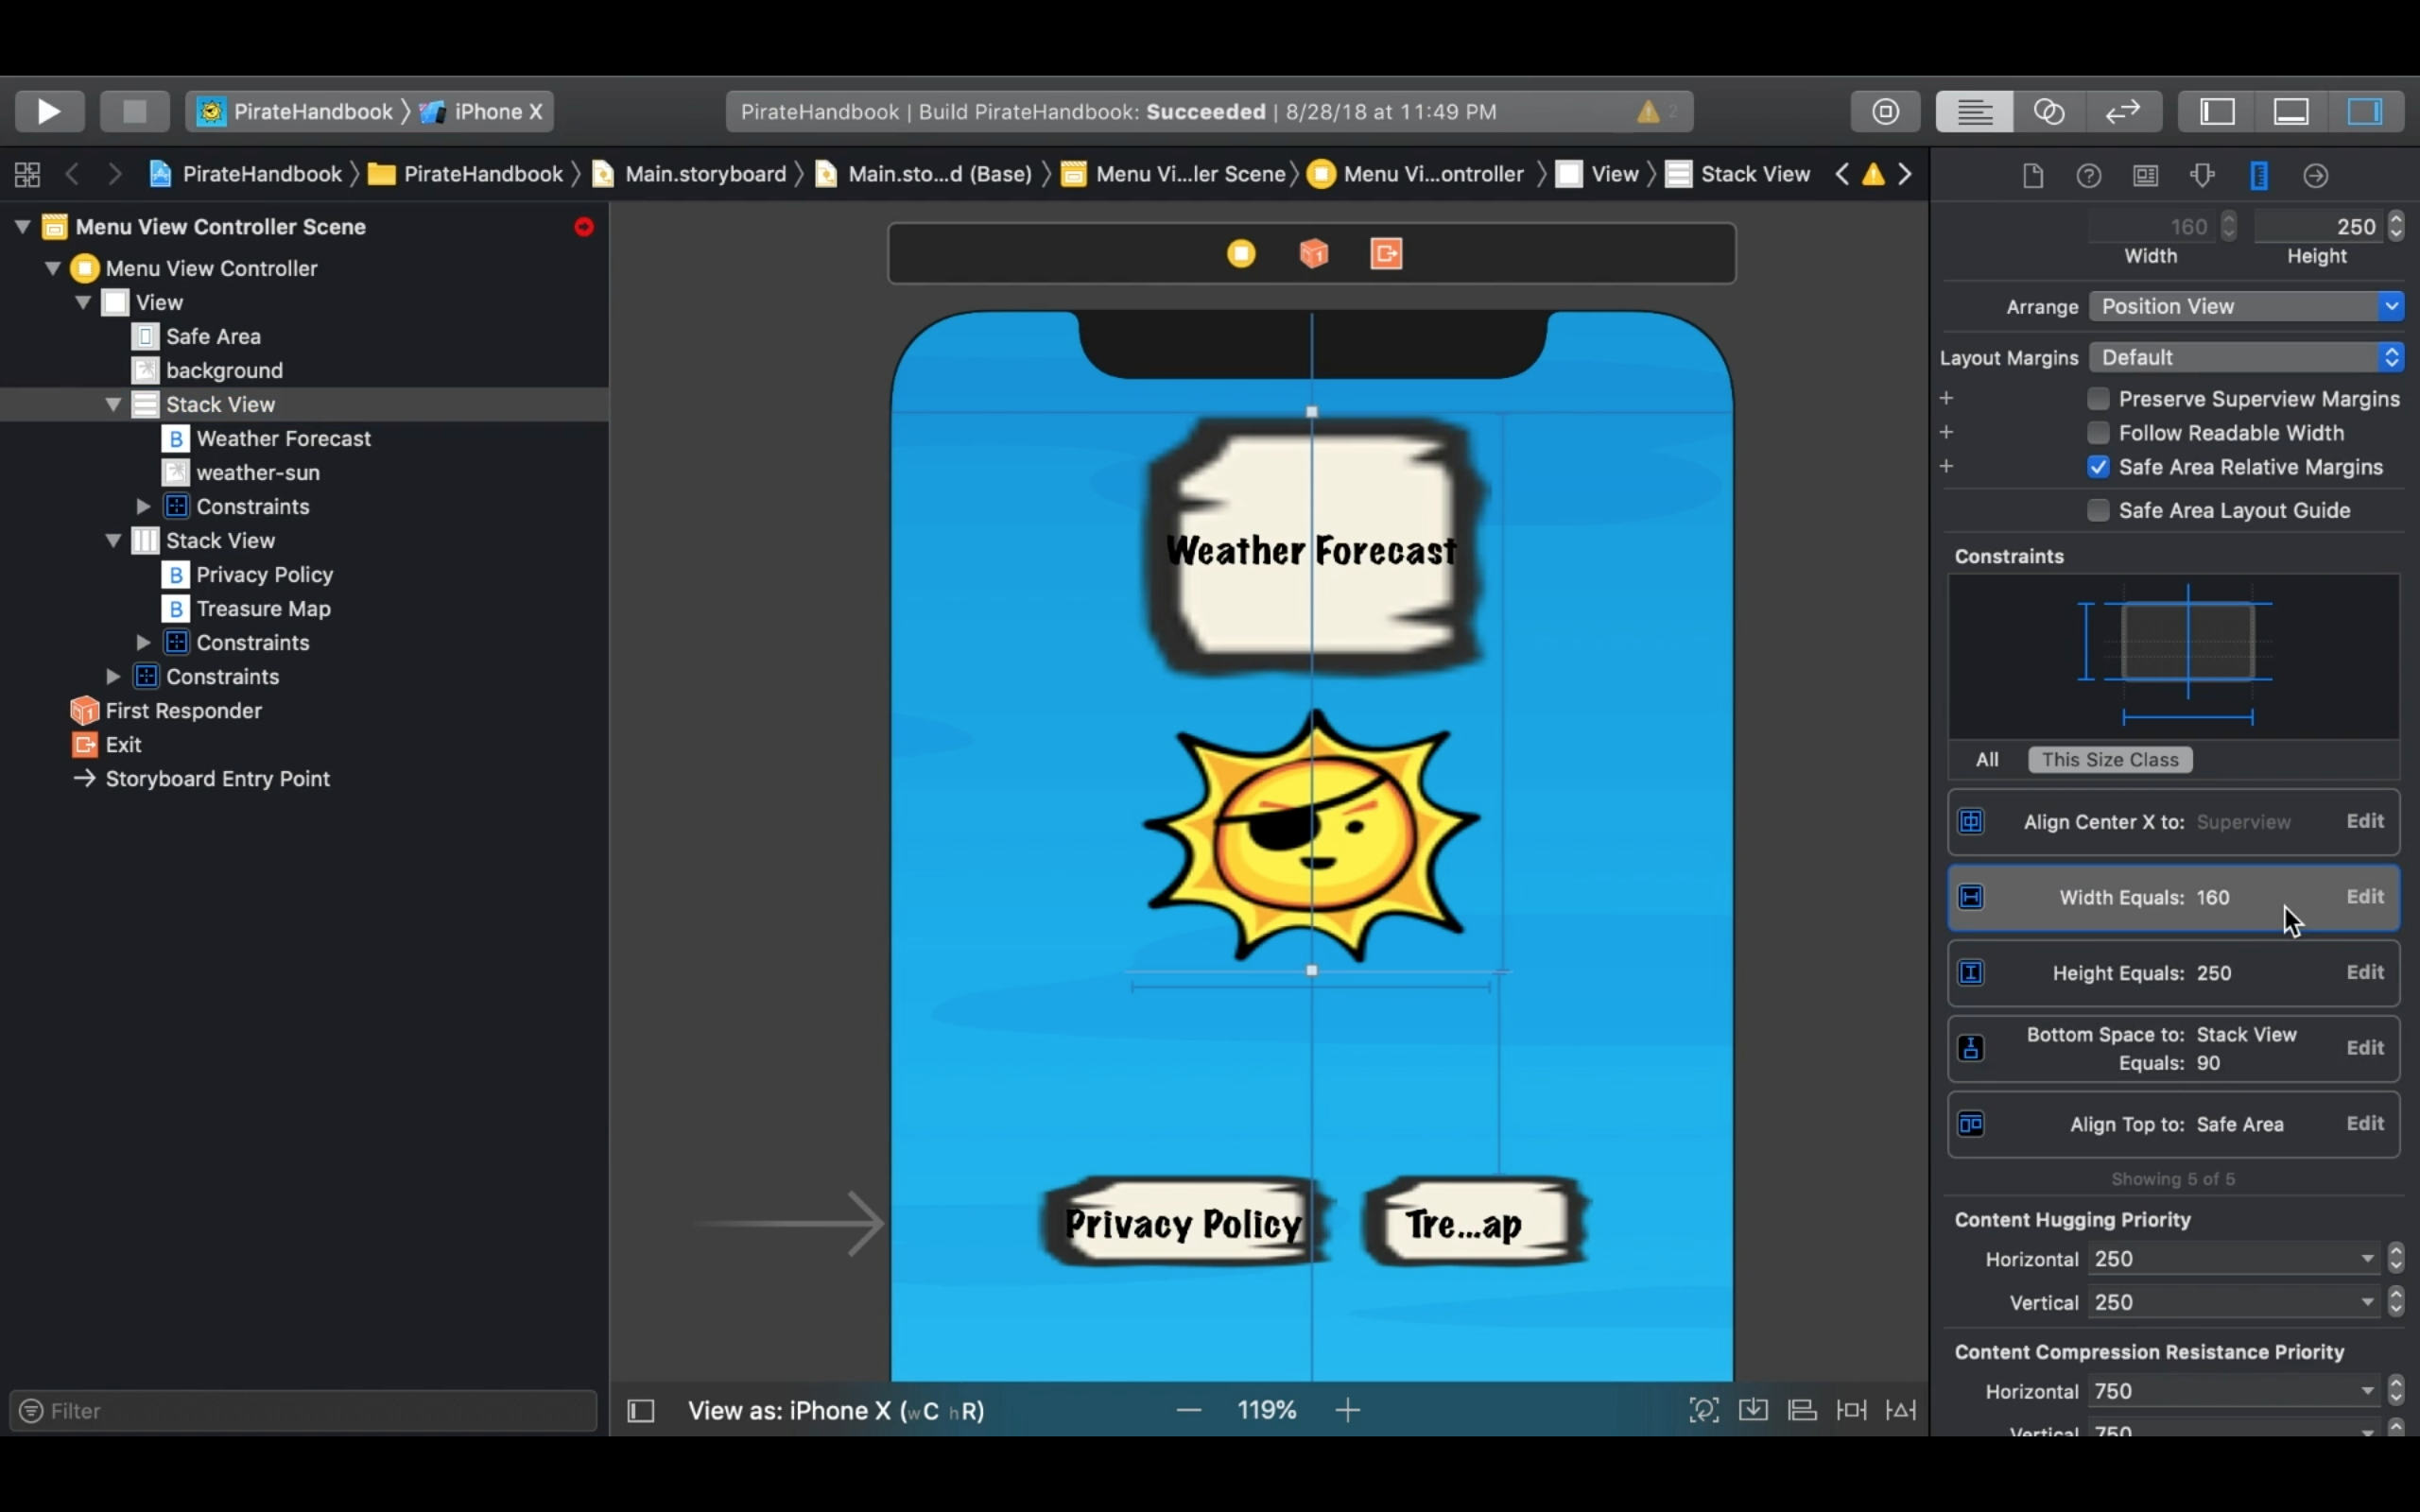 PirateHandbook
iPhone X
PirateHandbook | Build PirateHandbook: Succeeded | 8/28/18 at 11:49 PM
2
PirateHandbook
PirateHandbook
Main.storyboard
Main.sto...d (Base)
Menu Vi...ler Scene
Menu Vi...ontroller
View
Stack View
Menu View Controller Scene
Menu View Controller
View
Safe Area
background
Stack View
B Weather Forecast
weather-sun
Constraints
Stack View
B Privacy Policy
B Treasure Map
Constraints
Constraints
First Responder
Exit
Storyboard Entry Point
Filter
Weather Forecast
Privacy Policy
Tre...ap
View as: iPhone X (wC hR)
119%
160
250
Width
Height
Arrange Position View
Layout Margins Default
Preserve Superview Margins
Follow Readable Width
Safe Area Relative Margins
Safe Area Layout Guide
Constraints
All This Size Class
Align Center X to: Superview Edit
Width Equals: 160 Edit
Height Equals: 250 Edit
Bottom Space to: Stack View
Equals: 90
Edit
Align Top to: Safe Area Edit
Showing 5 of 5
Content Hugging Priority
Horizontal 250
Vertical 250
Content Compression Resistance Priority
Horizontal 750
Vertical 750